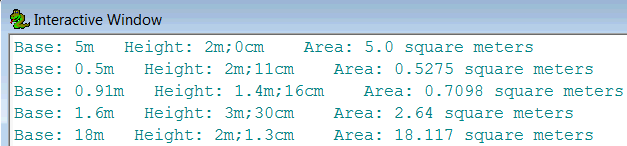 Interactive Window
Base: 5m   Height: 2m;0cm    Area: 5.0 square meters
Base: 0.5m   Height: 2m;11cm    Area: 0.5275 square meters
Base: 0.91m   Height: 1.4m;16cm    Area: 0.7098 square meters
Base: 1.6m   Height: 3m;30cm    Area: 2.64 square meters
Base: 18m   Height: 2m;1.3cm    Area: 18.117 square meters